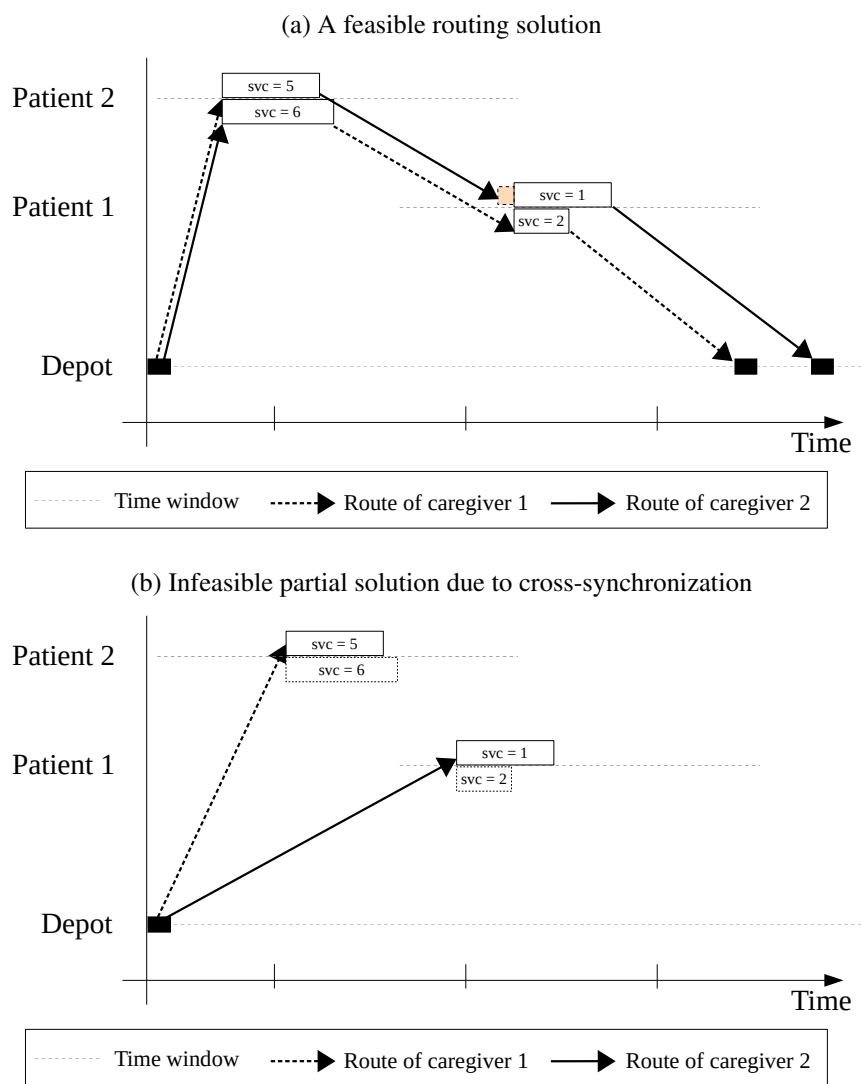 (a) A feasible routing solution
Patient 2
svc = 5
svc = 6
Patient 1
svc = 1
svc = 2
Depot
Time
Time window Route of caregiver 1 Route of caregiver 2
(b) Infeasible partial solution due to cross-synchronization
Patient 2
svc = 5
svc = 6
Patient 1
svc = 1
svc = 2
Depot
Time
Time window Route of caregiver 1 Route of caregiver 2